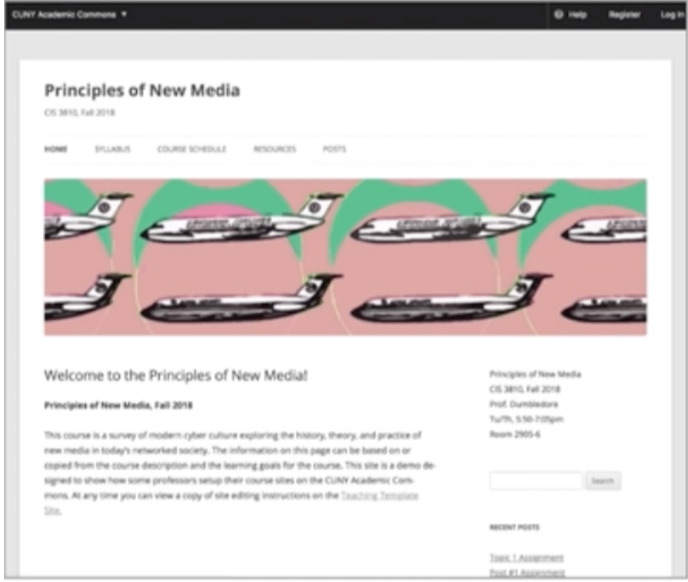 CUNY Academic Commons
Help Register Log In
Principles of New Media
CIS 3810, Fall 2018
HOME SYLLABUS COURSE SCHEDULE RESOURCES POSTS
Welcome to the Principles of New Media!
Principles of New Media, Fall 2018
This course is a survey of modern cyber culture exploring the history, theory, and practice of
new media in today's networked society. The information on this page can be based on or
copied from the course description and the learning goals for the course. This site is a demo de-
signed to show how some professors setup their course sites on the CUNY Academic Com-
mons. At any time you can view a copy of site editing instructions on the Teaching Template
Site.
Principles of New Media
CIS 3810, Fall 2018
Prof. Dumbledore
Tu/Th, 5:50-7:05pm
Room 2905-6
Search
RECENT POSTS
Topic 1 Assignment
Post #1 Assignment